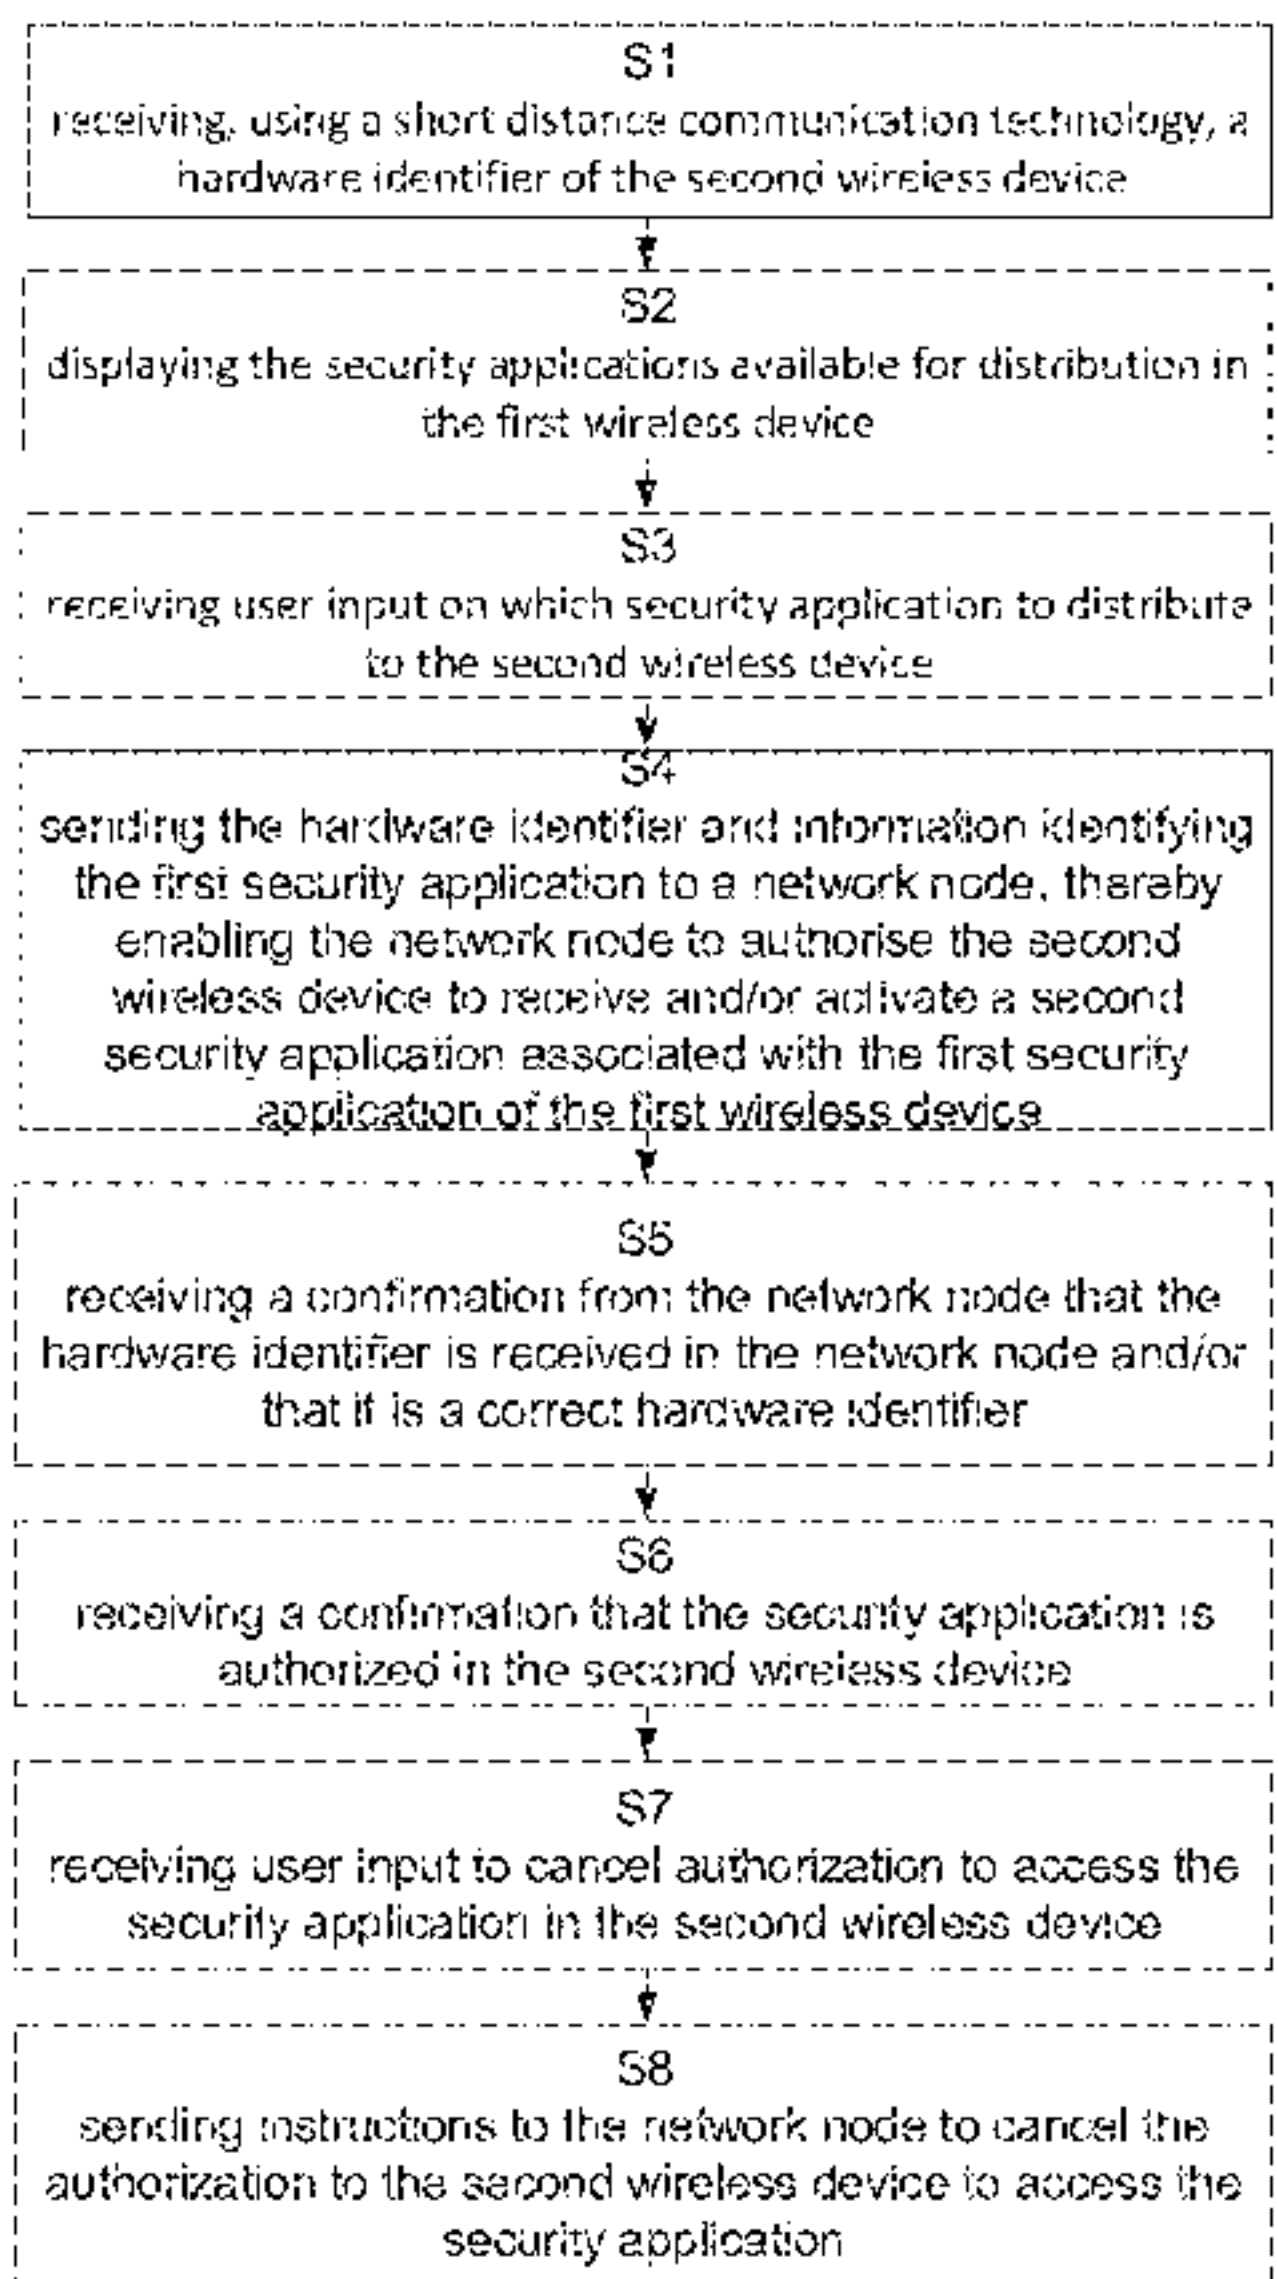 S1
receiving, using a short distance communication technology, a
hardware identifier of the second wireless device
S2
displaying the security applications available for distribution in
the first wireless device
S3
receiving user input on which security application to distribute
to the second wireless device
S4
sending the hardware identifier and information identifying
the first security application to a network node, thereby
enabling the network node to authorise the second
wireless device to receive and/or activate a second
security application associated with the first security
application of the first wireless device
S5
receiving a confirmation from the network node that the
hardware identifier is received in the network node and/or
that it is a correct hardware identifier
S6
receiving a confirmation that the security application is
authorized in the second wireless device
S7
receiving user input to cancel authorization to access the
security application in the second wireless device
S8
sending instructions to the network node to cancel the
authorization to the second wireless device to access the
security application